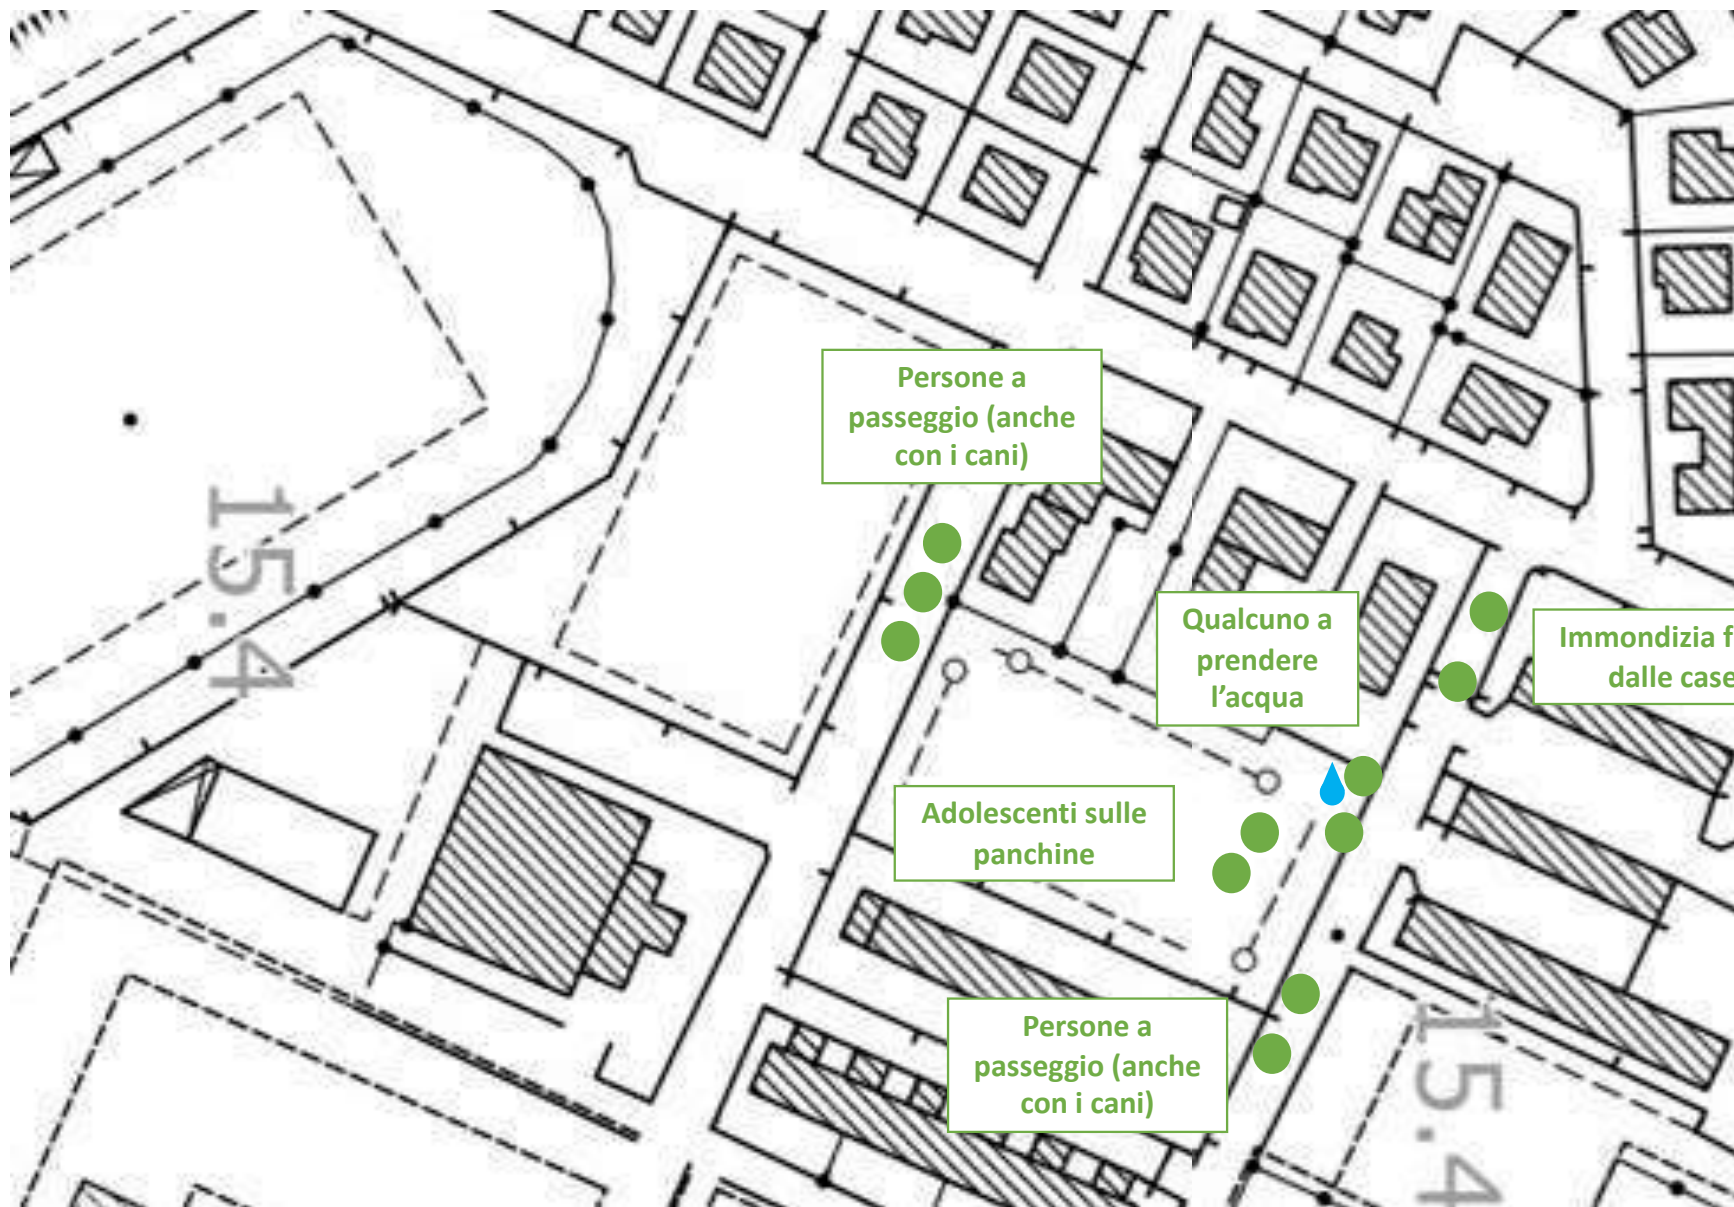 Persone a
passeggio (anche
con i cani)
15.4
Qualcuno a
prendere
l'acqua
Immondizia
dalle case
Adolescenti sulle
panchine
Persone a
passeggio (anche
con i cani)
15.4